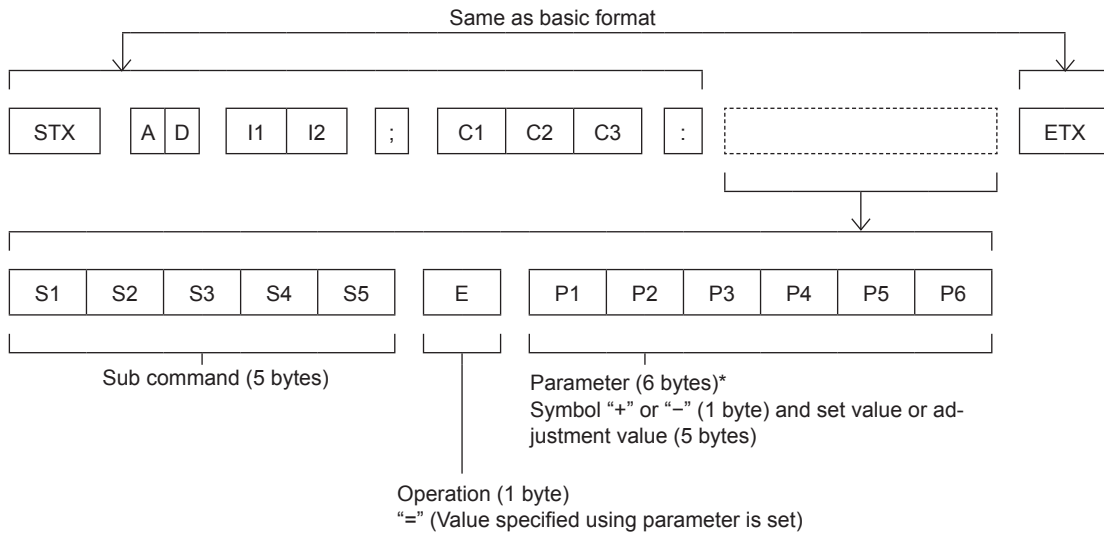 Same as basic format
STX A D I1 I2 ; C1 C2 C3 : ETX
S1 S2 S3 S4 S5 E P1 P2 P3 P4 P5 P6
Sub command (5 bytes)
Parameter (6 bytes)*
Symbol “+” or “−” (1 byte) and set value or ad-
justment value (5 bytes)
Operation (1 byte)
“=” (Value specified using parameter is set)